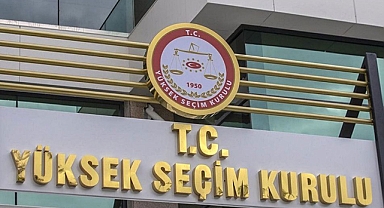 T.C.
YÜKSEK SEÇİM KURULU
1950
T.C.
YÜKSEK SEÇİM KURULU